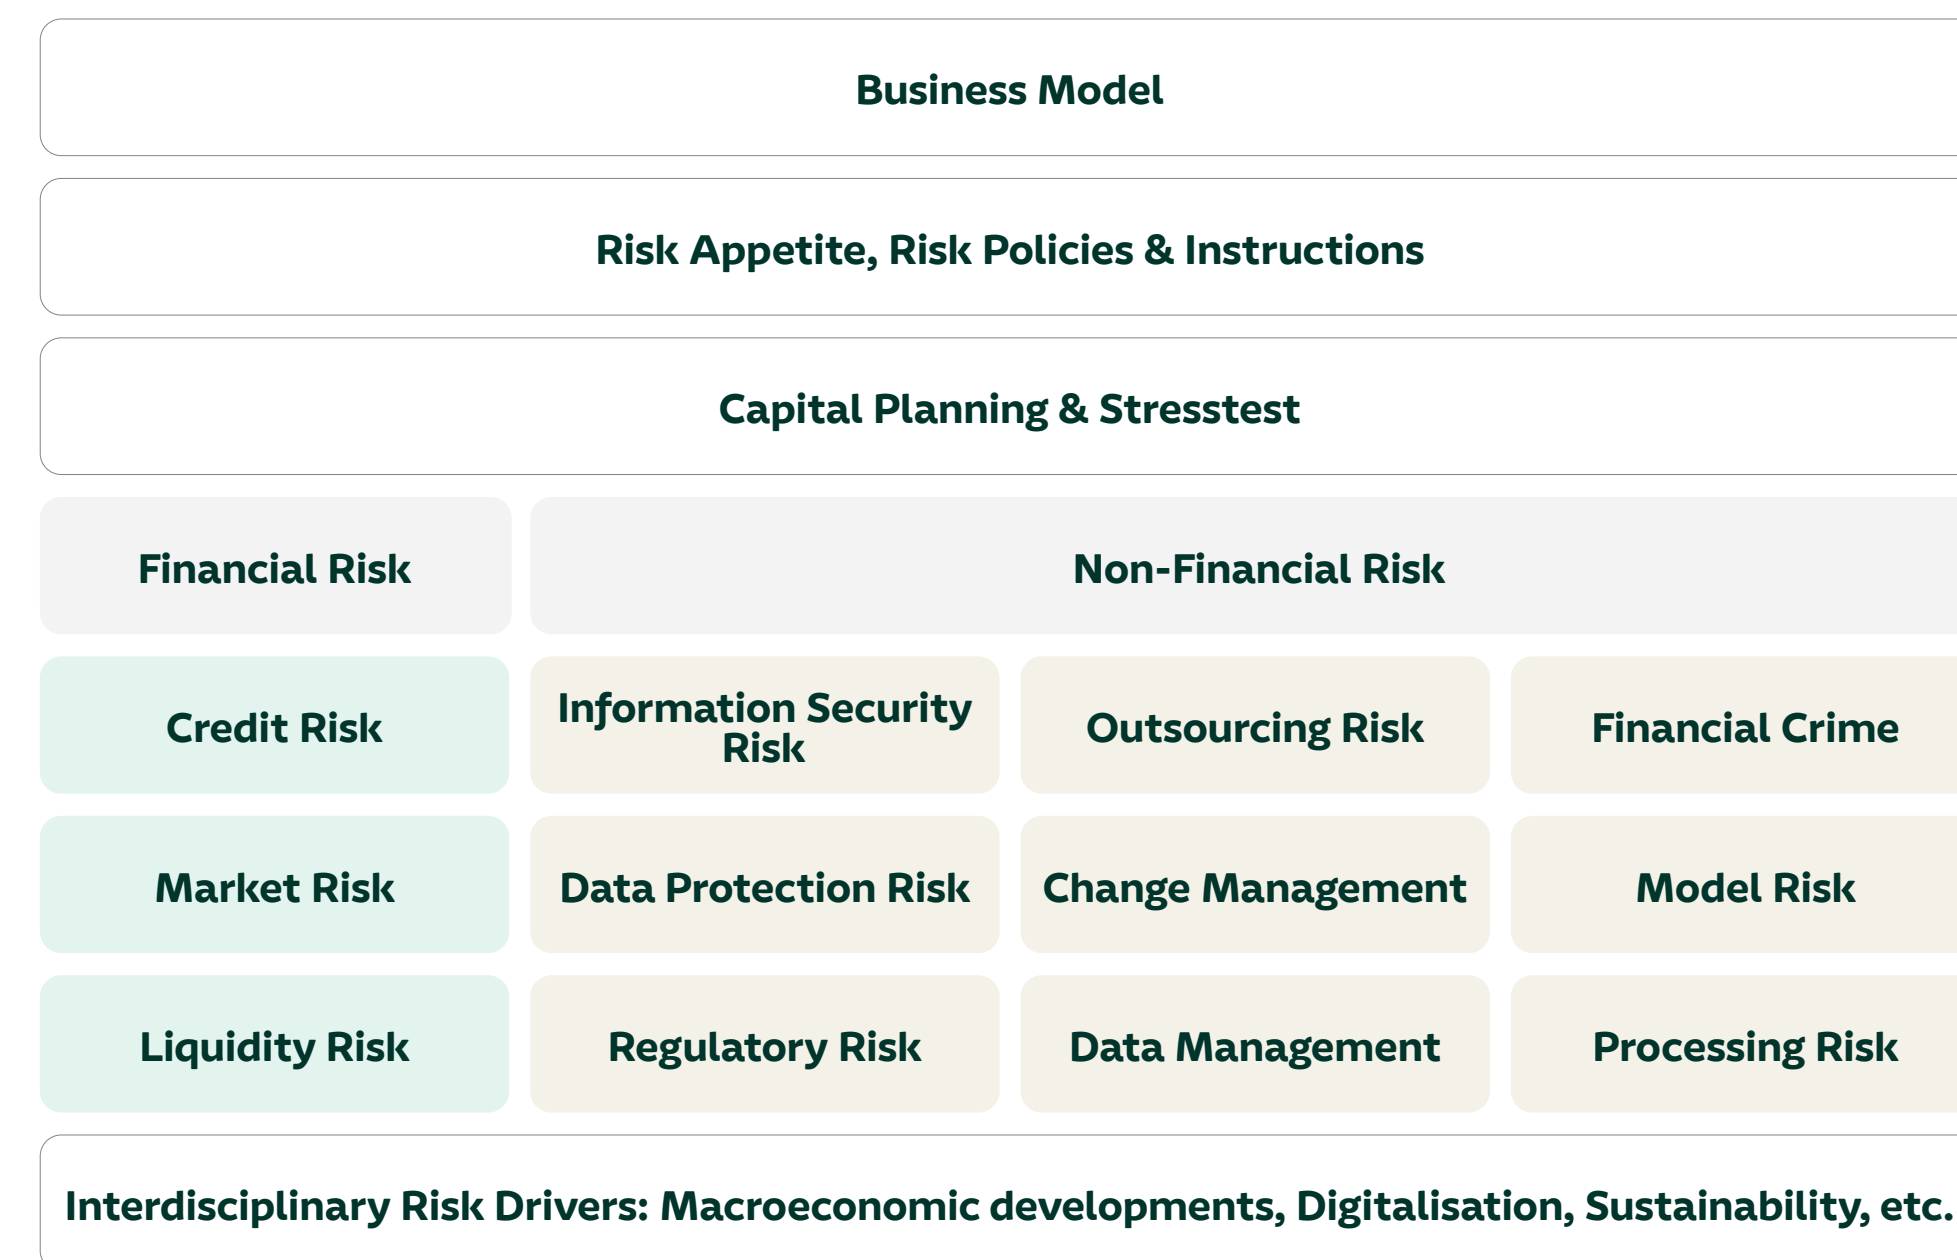 Business Model
Risk Appetite, Risk Policies & Instructions
Capital Planning & Stresstest
Financial Risk
Non-Financial Risk
Credit Risk
Information Security
Risk
Outsourcing Risk
Financial Crime
Market Risk
Data Protection Risk
Change Management
Model Risk
Liquidity Risk
Regulatory Risk
Data Management
Processing Risk
Interdisciplinary Risk Drivers: Macroeconomic developments, Digitalisation, Sustainability, etc.